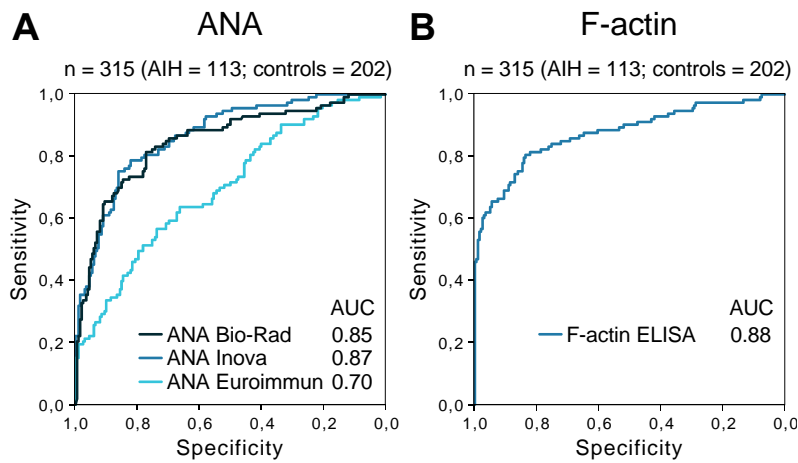 A
ANA
n = 315 (AIH = 113; controls = 202)
1,0
0,8
0,6
0,4
0,2
0,0
Sensitivity
AUC
ANA Bio-Rad 0.85
ANA Inova 0.87
ANA Euroimmun 0.70
1,0 0,8 0,6 0,4 0,2 0,0
Specificity
B
F-actin
n = 315 (AIH = 113; controls = 202)
1,0
0,8
0,6
0,4
0,2
0,0
Sensitivity
AUC
F-actin ELISA 0.88
1,0 0,8 0,6 0,4 0,2 0,0
Specificity